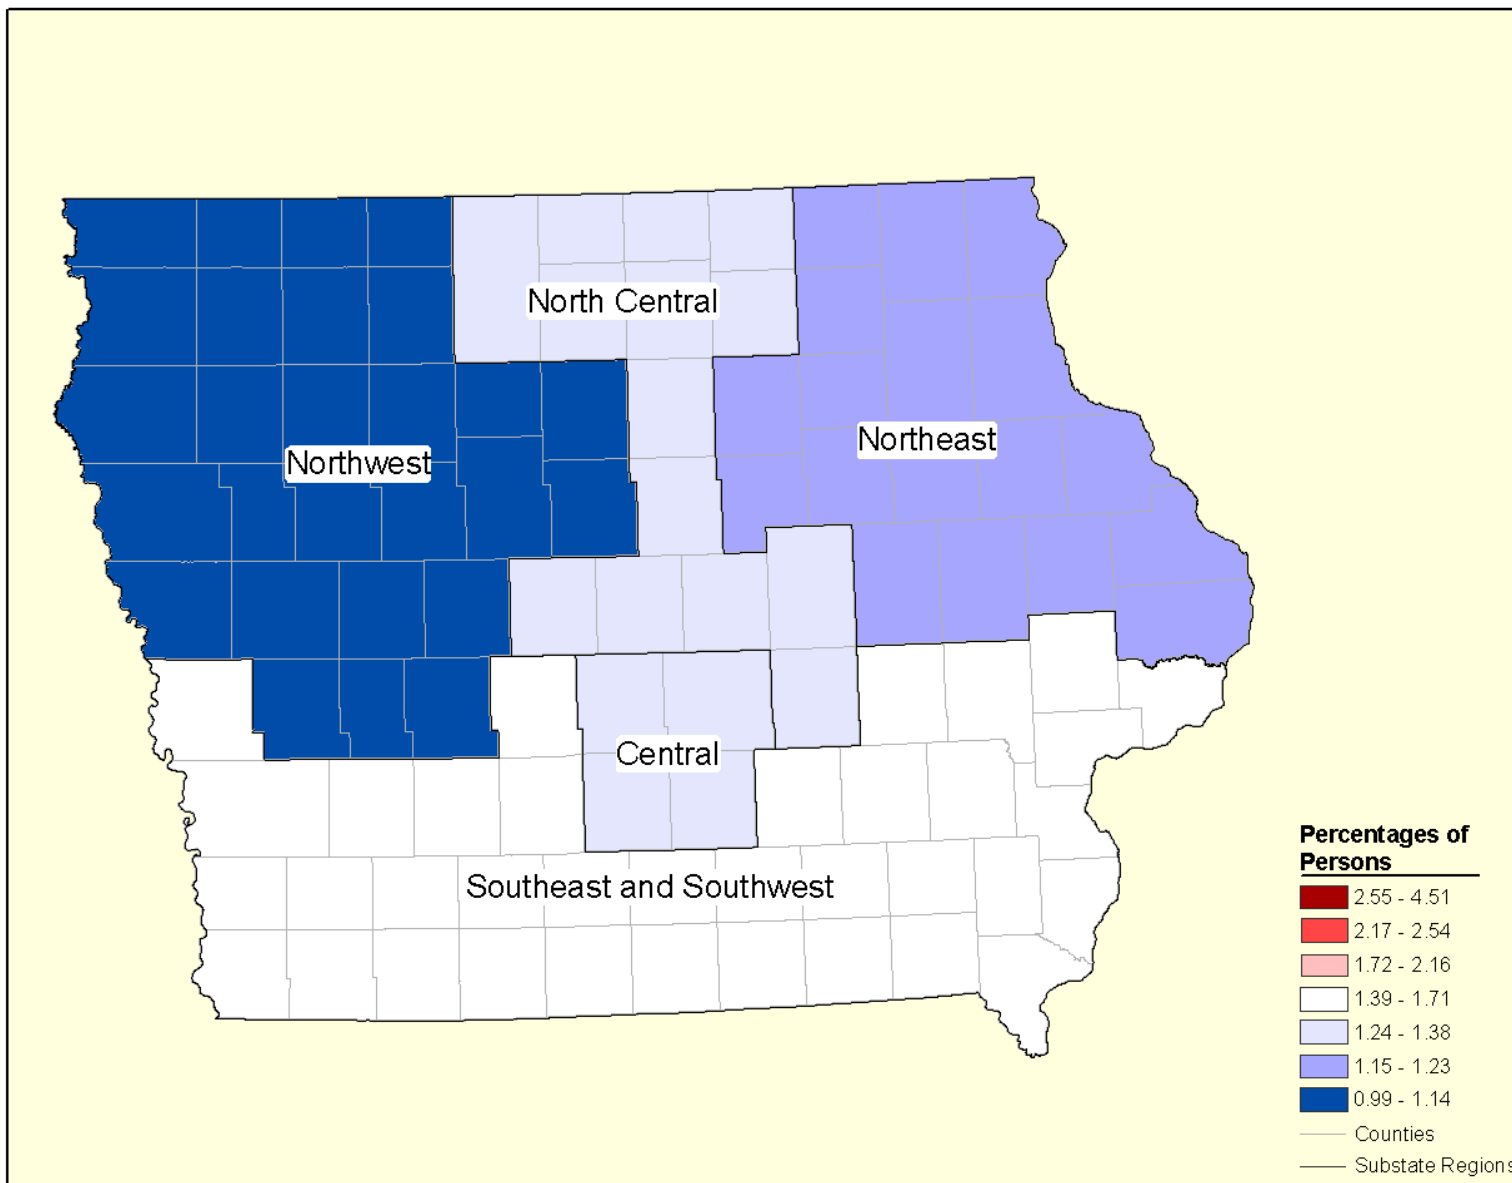 North Central
Northeast
Northwest
Central
Southeast and Southwest
Percentages of
Persons
2.55 - 4.51
2.17 - 2.54
1.72 - 2.16
1.39 - 1.71
1.24 - 1.38
1.15 - 1.23
0.99 - 1.14
Counties
Substate Regions